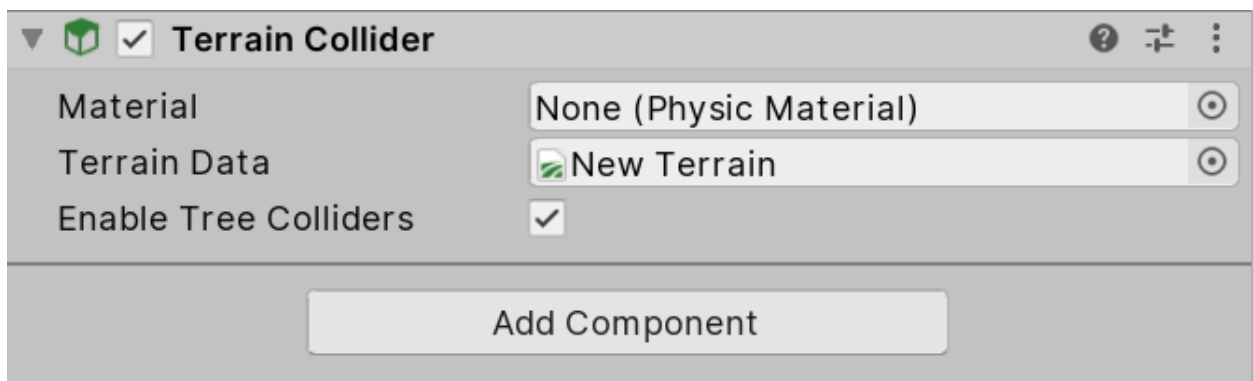 Terrain Collider
Material None (Physic Material)
Terrain Data New Terrain
Enable Tree Colliders
Add Component